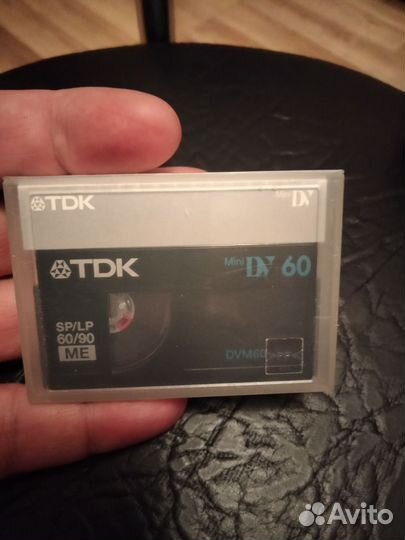 TDK Mini DV
TDK Mini DV 60
SP/LP
60/90
ME
DVM60
Avito